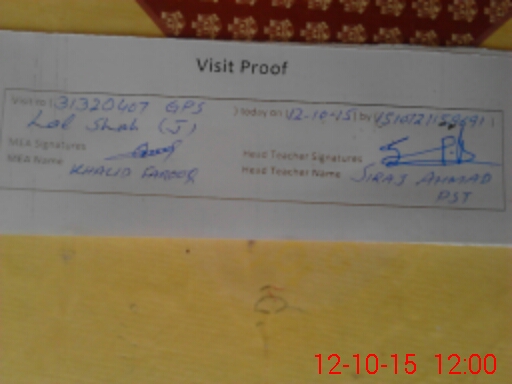 Visit Proof
Visit to (31320407 GPS ) today on (12-10-15) by (
Lal Shah (J)
MEA Signatures
Head Teacher Signatures
MEA Name KHALID FAROOQ
Head Teacher Name SIRAJ AHMAD
PST
12-10-15 12:00